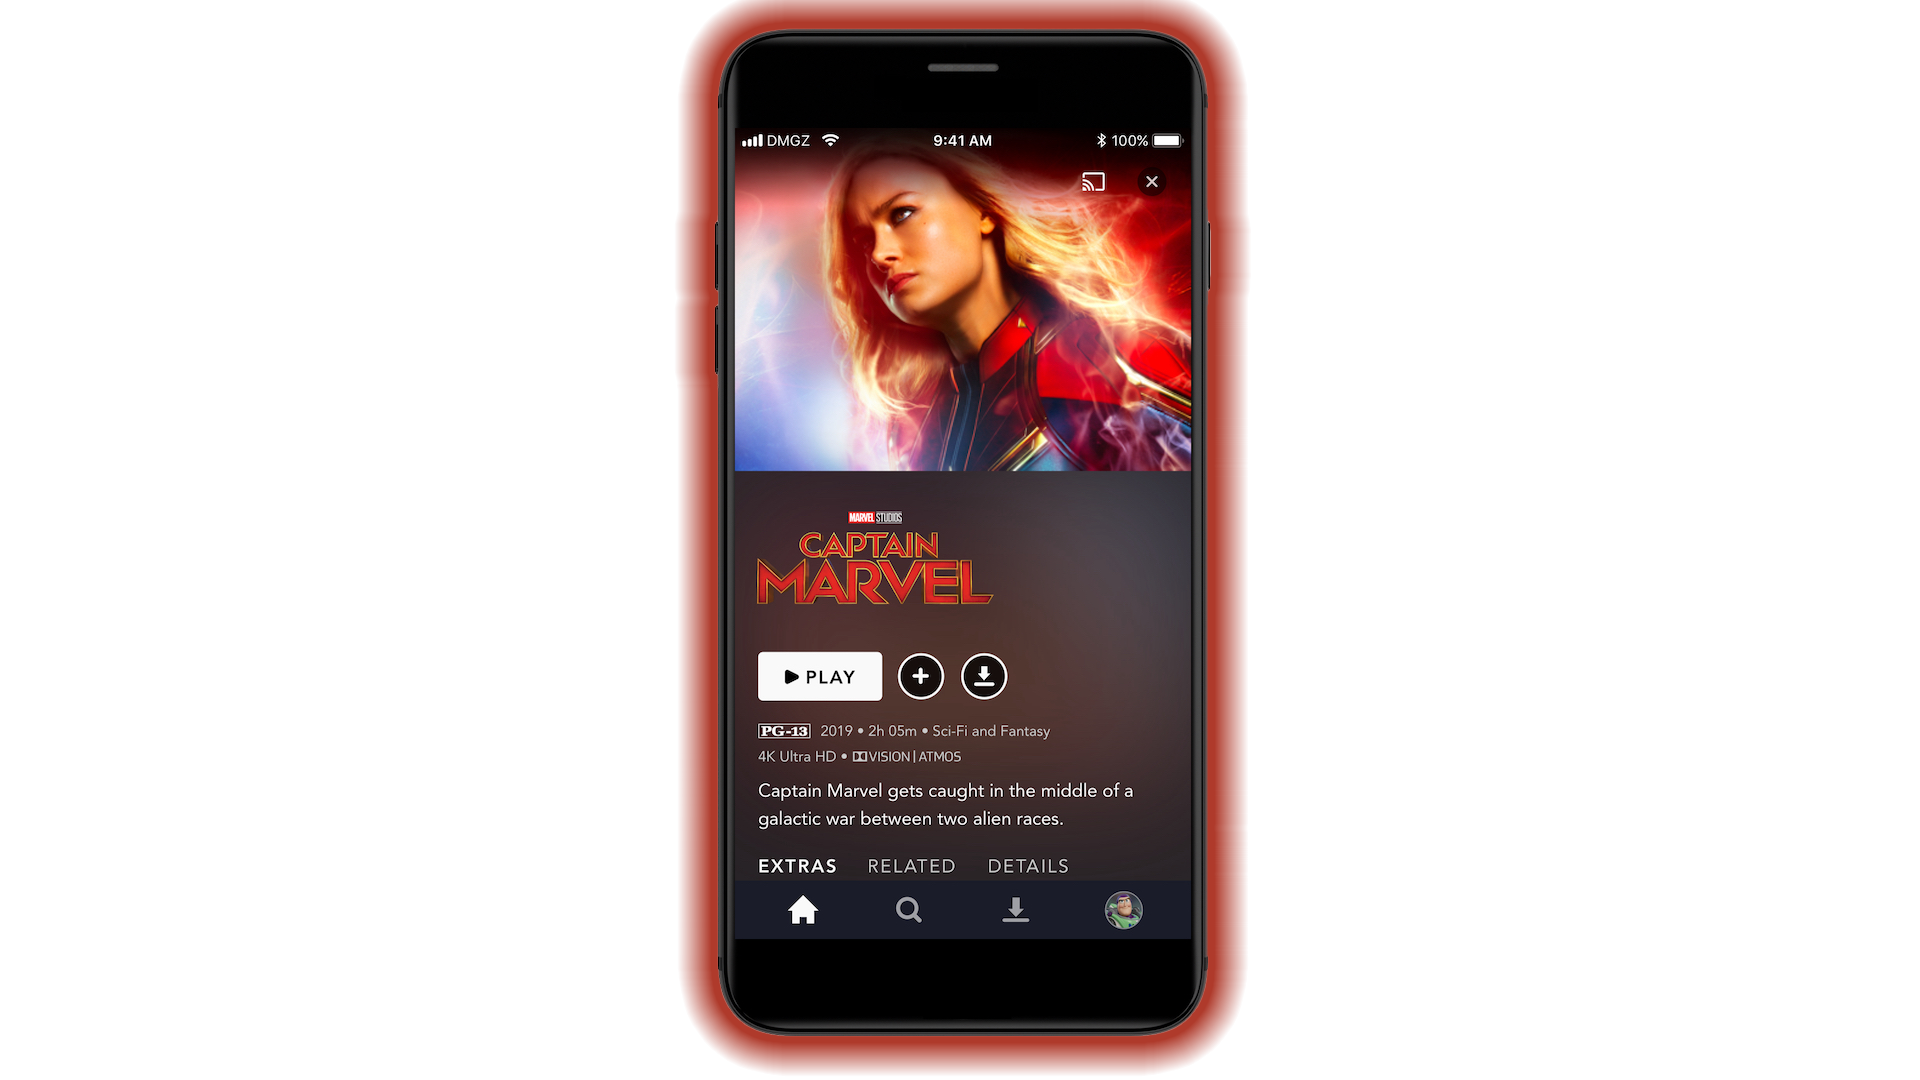 DMGZ 9:41 AM 100%
MARVEL STUDIOS
CAPTAIN
MARVEL
PLAY
PG-13 2019 • 2h 05m • Sci-Fi and Fantasy
4K Ultra HD • VISION | ATMOS
Captain Marvel gets caught in the middle of a
galactic war between two alien races.
EXTRAS RELATED DETAILS